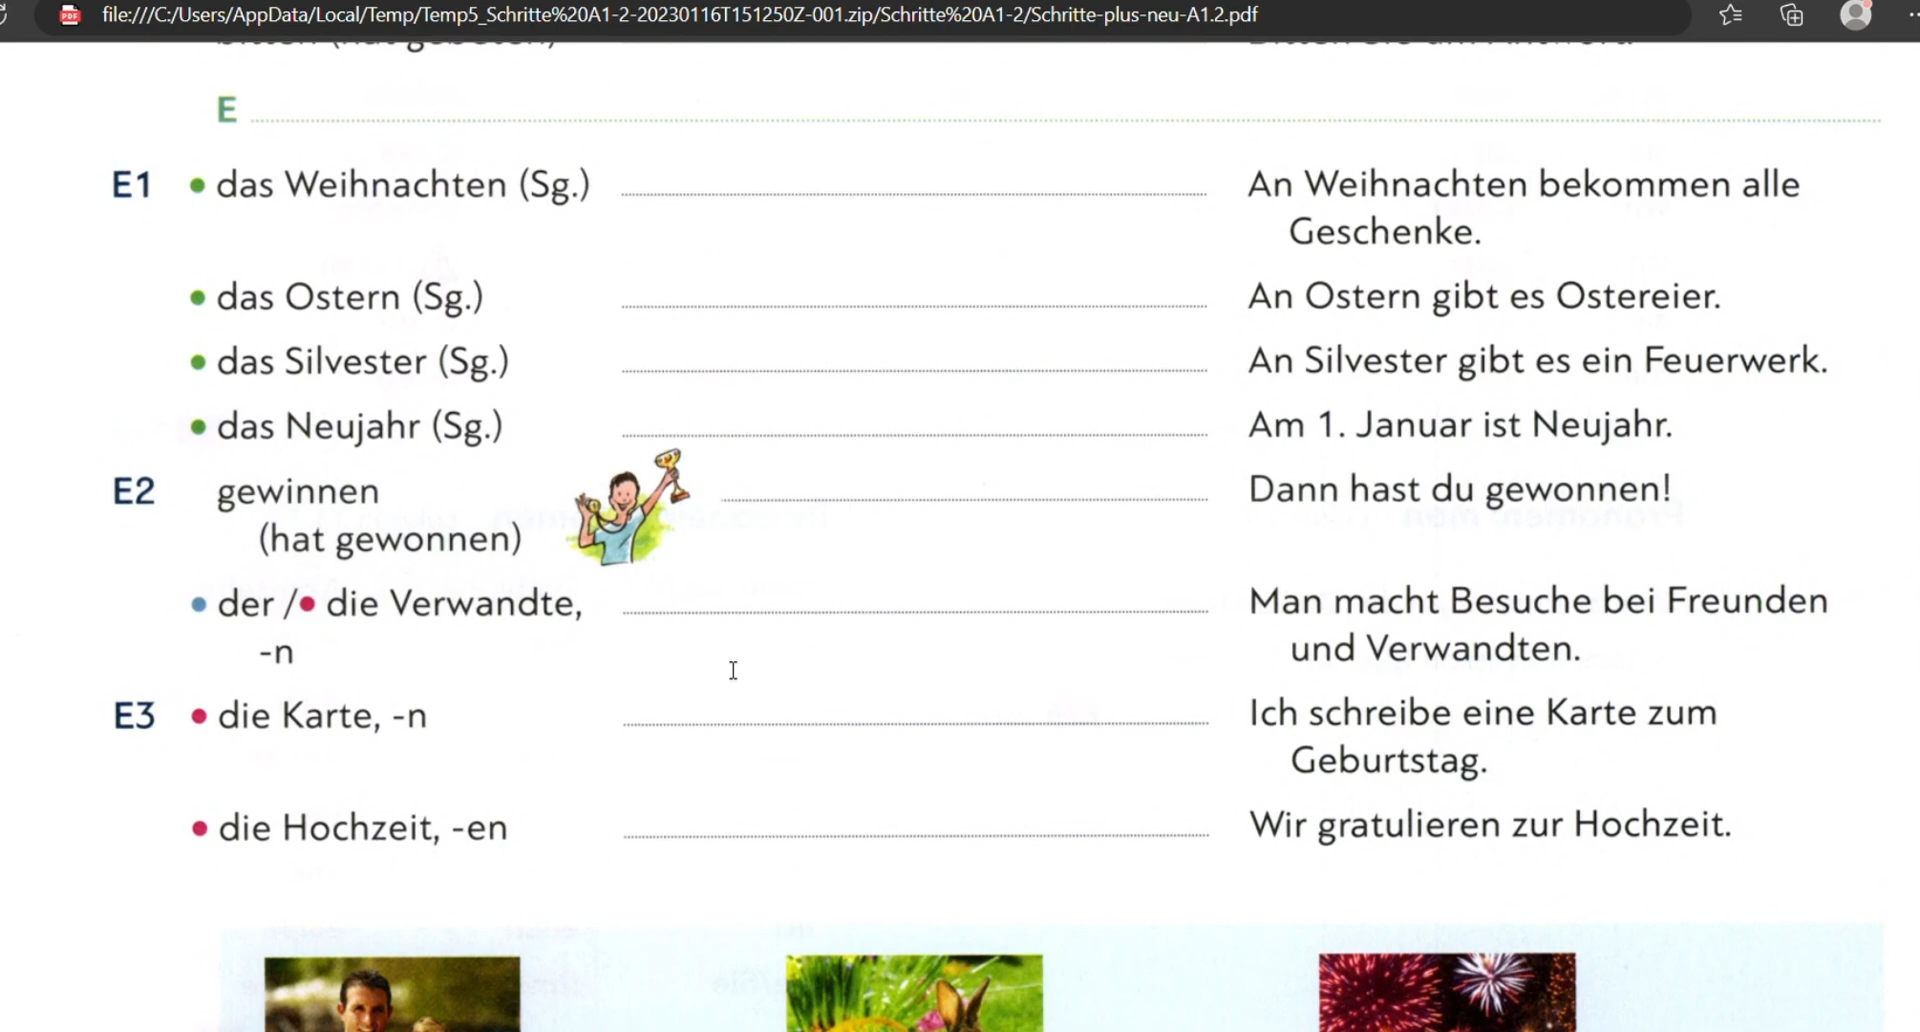 file:///C:/Users/AppData/Local/Temp/Temp5_Schritte%20A1-2-20230116T151250Z-001.zip/Schritte%20A1-2/Schritte-plus-neu-A1.2.pdf
PDF
E
E1 • das Weihnachten (Sg.) An Weihnachten bekommen alle
Geschenke.
• das Ostern (Sg.) An Ostern gibt es Ostereier.
• das Silvester (Sg.) An Silvester gibt es ein Feuerwerk.
• das Neujahr (Sg.) Am 1. Januar ist Neujahr.
E2 gewinnen Dann hast du gewonnen!
(hat gewonnen)
• der /• die Verwandte, Man macht Besuche bei Freunden
-n und Verwandten.
E3 • die Karte, -n Ich schreibe eine Karte zum
Geburtstag.
• die Hochzeit, -en Wir gratulieren zur Hochzeit.